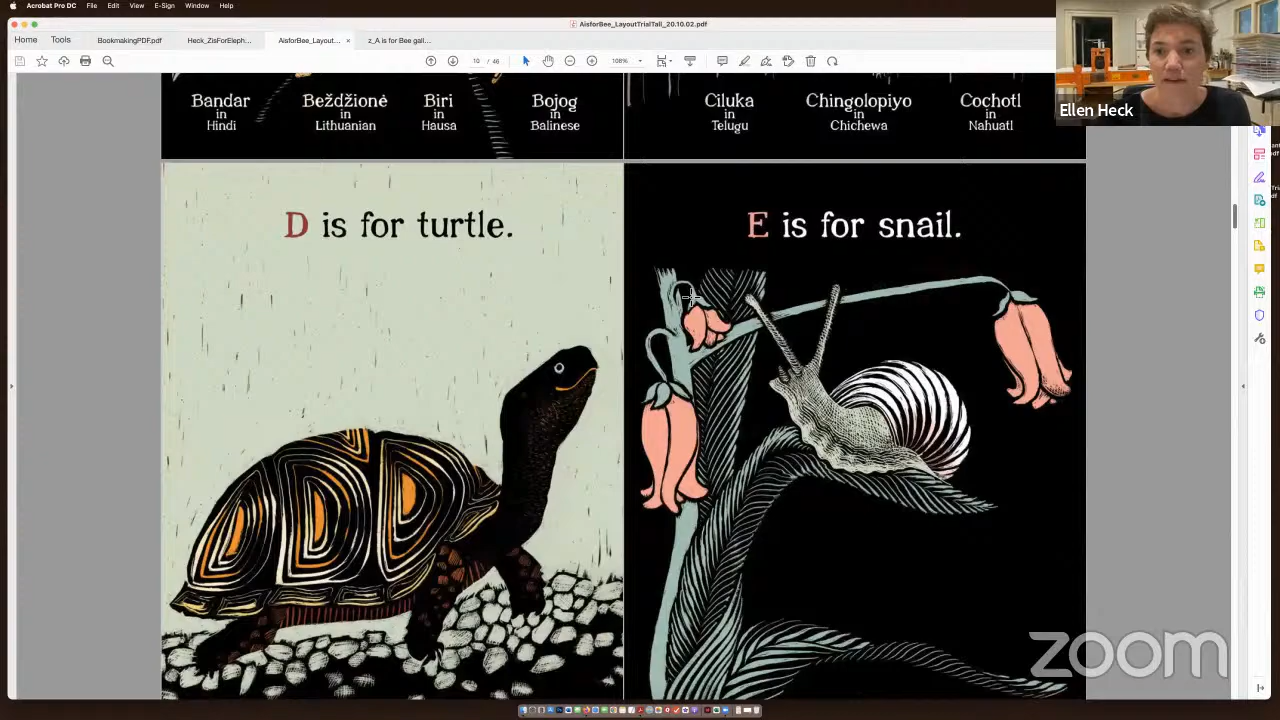 Acrobat Pro DC File Edit View E-Sign Window Help
AisforBee_LayoutTrialTall_20.10.02.pdf
Home Tools BookmakingPDF.pdf Heck_ZisForEleph... AisforBee_Layout... × z_A is for Bee gall...
10 / 46 108%
Ellen Heck
Bandar
in
Hindi
Beždžionė
in
Lithuanian
Biri
in
Hausa
Bojog
in
Balinese
Ciluka
in
Telugu
Chingolopiyo
in
Chichewa
Cochotl
in
Nahuatl
D is for turtle.
E is for snail.
zoom